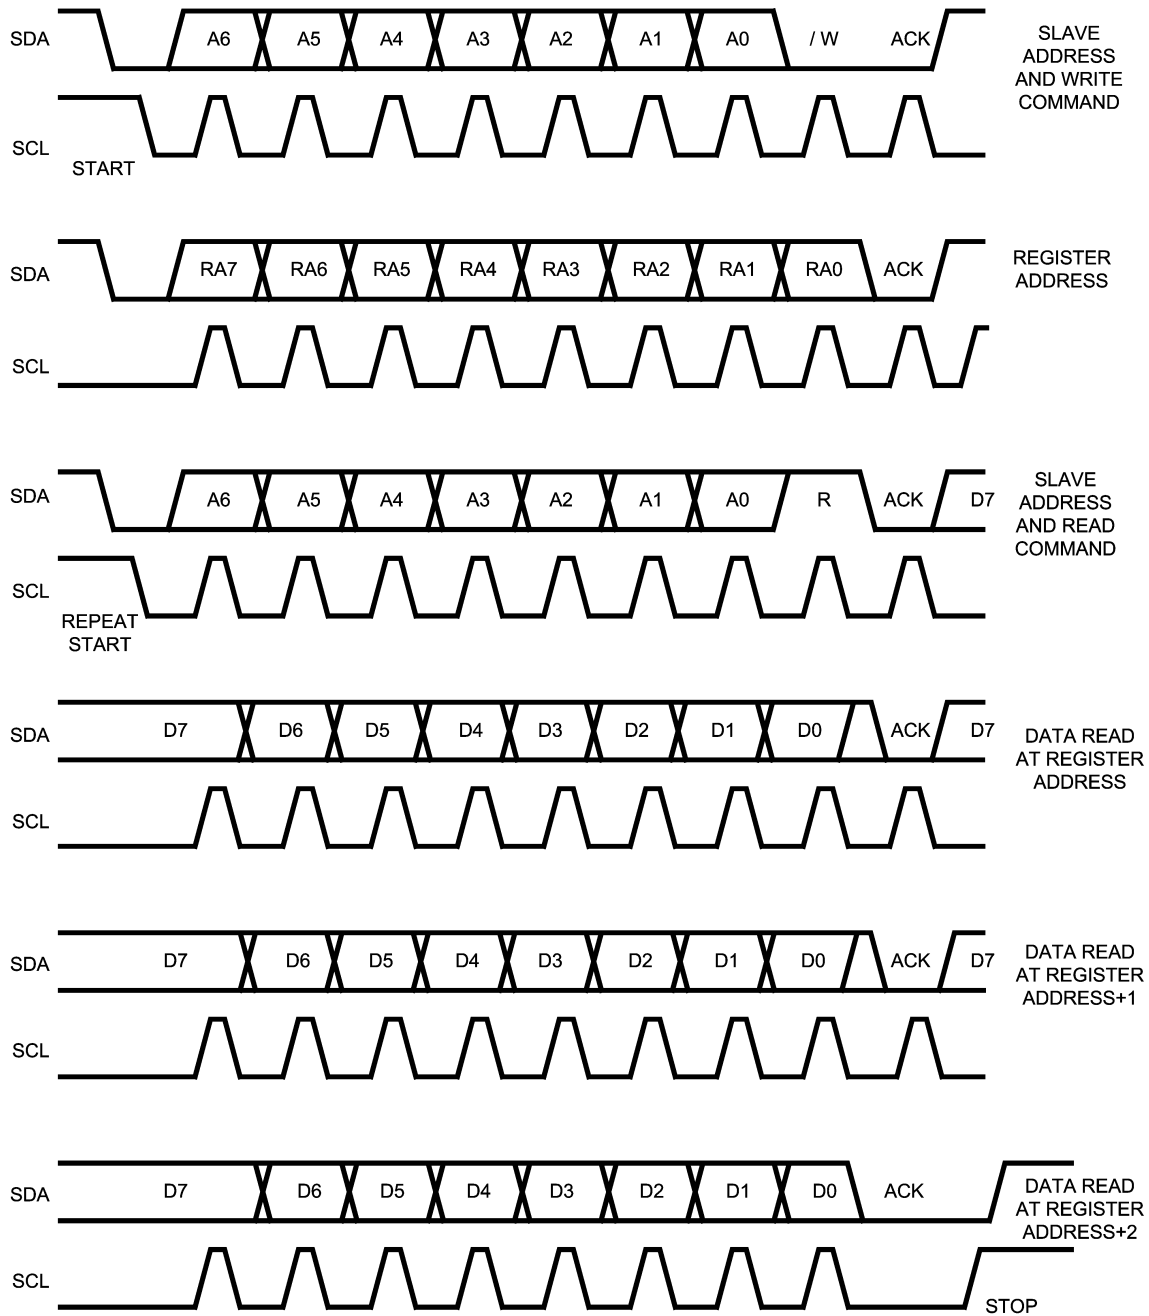 SDA A6 A5 A4 A3 A2 A1 A0 / W ACK
SLAVE
ADDRESS
AND WRITE
COMMAND
SCL
START
SDA RA7 RA6 RA5 RA4 RA3 RA2 RA1 RA0 ACK
REGISTER
ADDRESS
SCL
SDA A6 A5 A4 A3 A2 A1 A0 R ACK D7
SLAVE
ADDRESS
AND READ
COMMAND
SCL
REPEAT
START
SDA D7 D6 D5 D4 D3 D2 D1 D0 ACK D7
DATA READ
AT REGISTER
ADDRESS
SCL
SDA D7 D6 D5 D4 D3 D2 D1 D0 ACK D7
DATA READ
AT REGISTER
ADDRESS+1
SCL
SDA D7 D6 D5 D4 D3 D2 D1 D0 ACK
DATA READ
AT REGISTER
ADDRESS+2
SCL
STOP